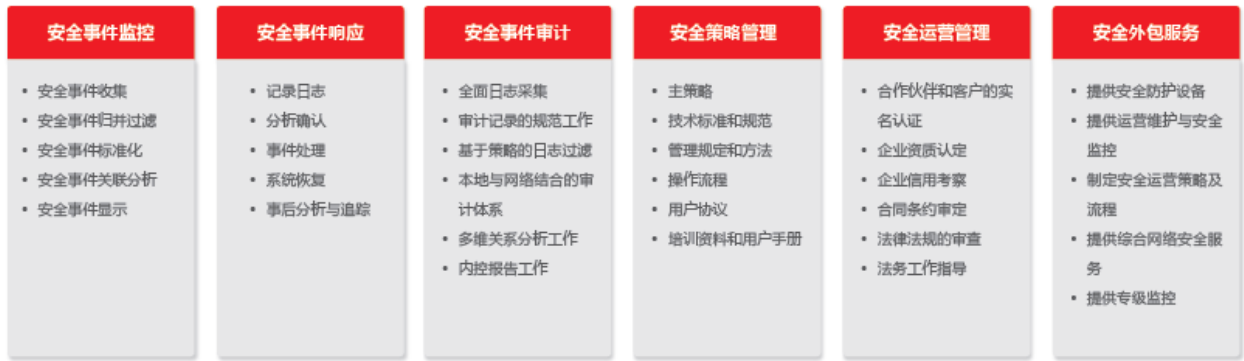 安全事件监控
• 安全事件收集
• 安全事件归并过滤
• 安全事件标准化
• 安全事件关联分析
• 安全事件显示
安全事件响应
• 记录日志
• 分析确认
• 事件处理
• 系统恢复
• 事后分析与追踪
安全事件审计
• 全面日志采集
• 审计记录的规范工作
• 基于策略的日志过滤
• 本地与网络结合的审
计体系
• 多维关系分析工作
• 内控报告工作
安全策略管理
• 主策略
• 技术标准和规范
• 管理规定和方法
• 操作流程
• 用户协议
• 培训资料和用户手册
安全运营管理
• 合作伙伴和客户的实
名认证
• 企业资质认定
• 企业信用考察
• 合同条约审定
• 法律法规的审查
• 法务工作指导
安全外包服务
• 提供安全防护设备
• 提供运营维护与安全
监控
• 制定安全运营策略及
流程
• 提供综合网络安全服
务
• 提供专级监控